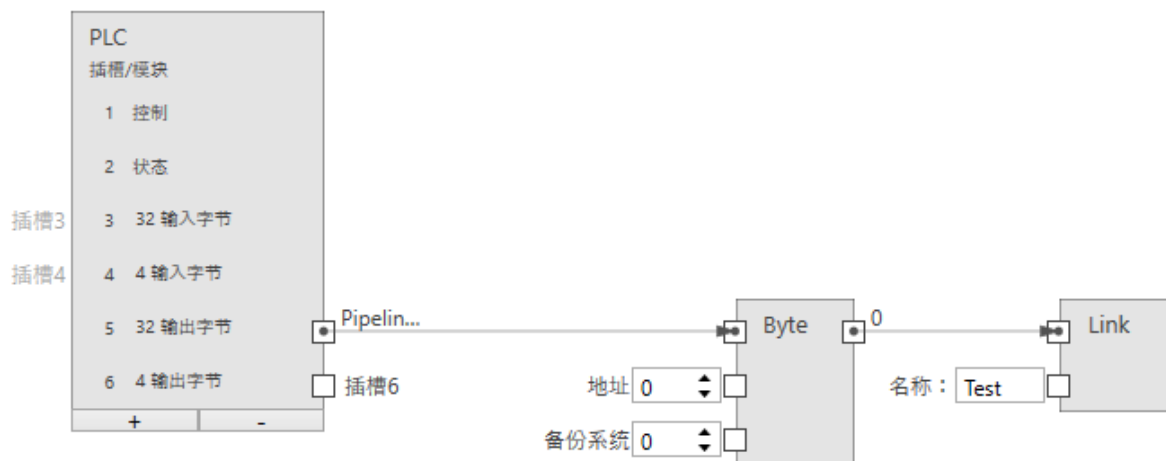 PLC
插槽/模块
1 控制
2 状态
插槽3 3 32 输入字节
插槽4 4 4 输入字节
5 32 输出字节 Pipelin... Byte 0 Link
6 4 输出字节 插槽6 地址 0 名称： Test
+ -
备份系统 0